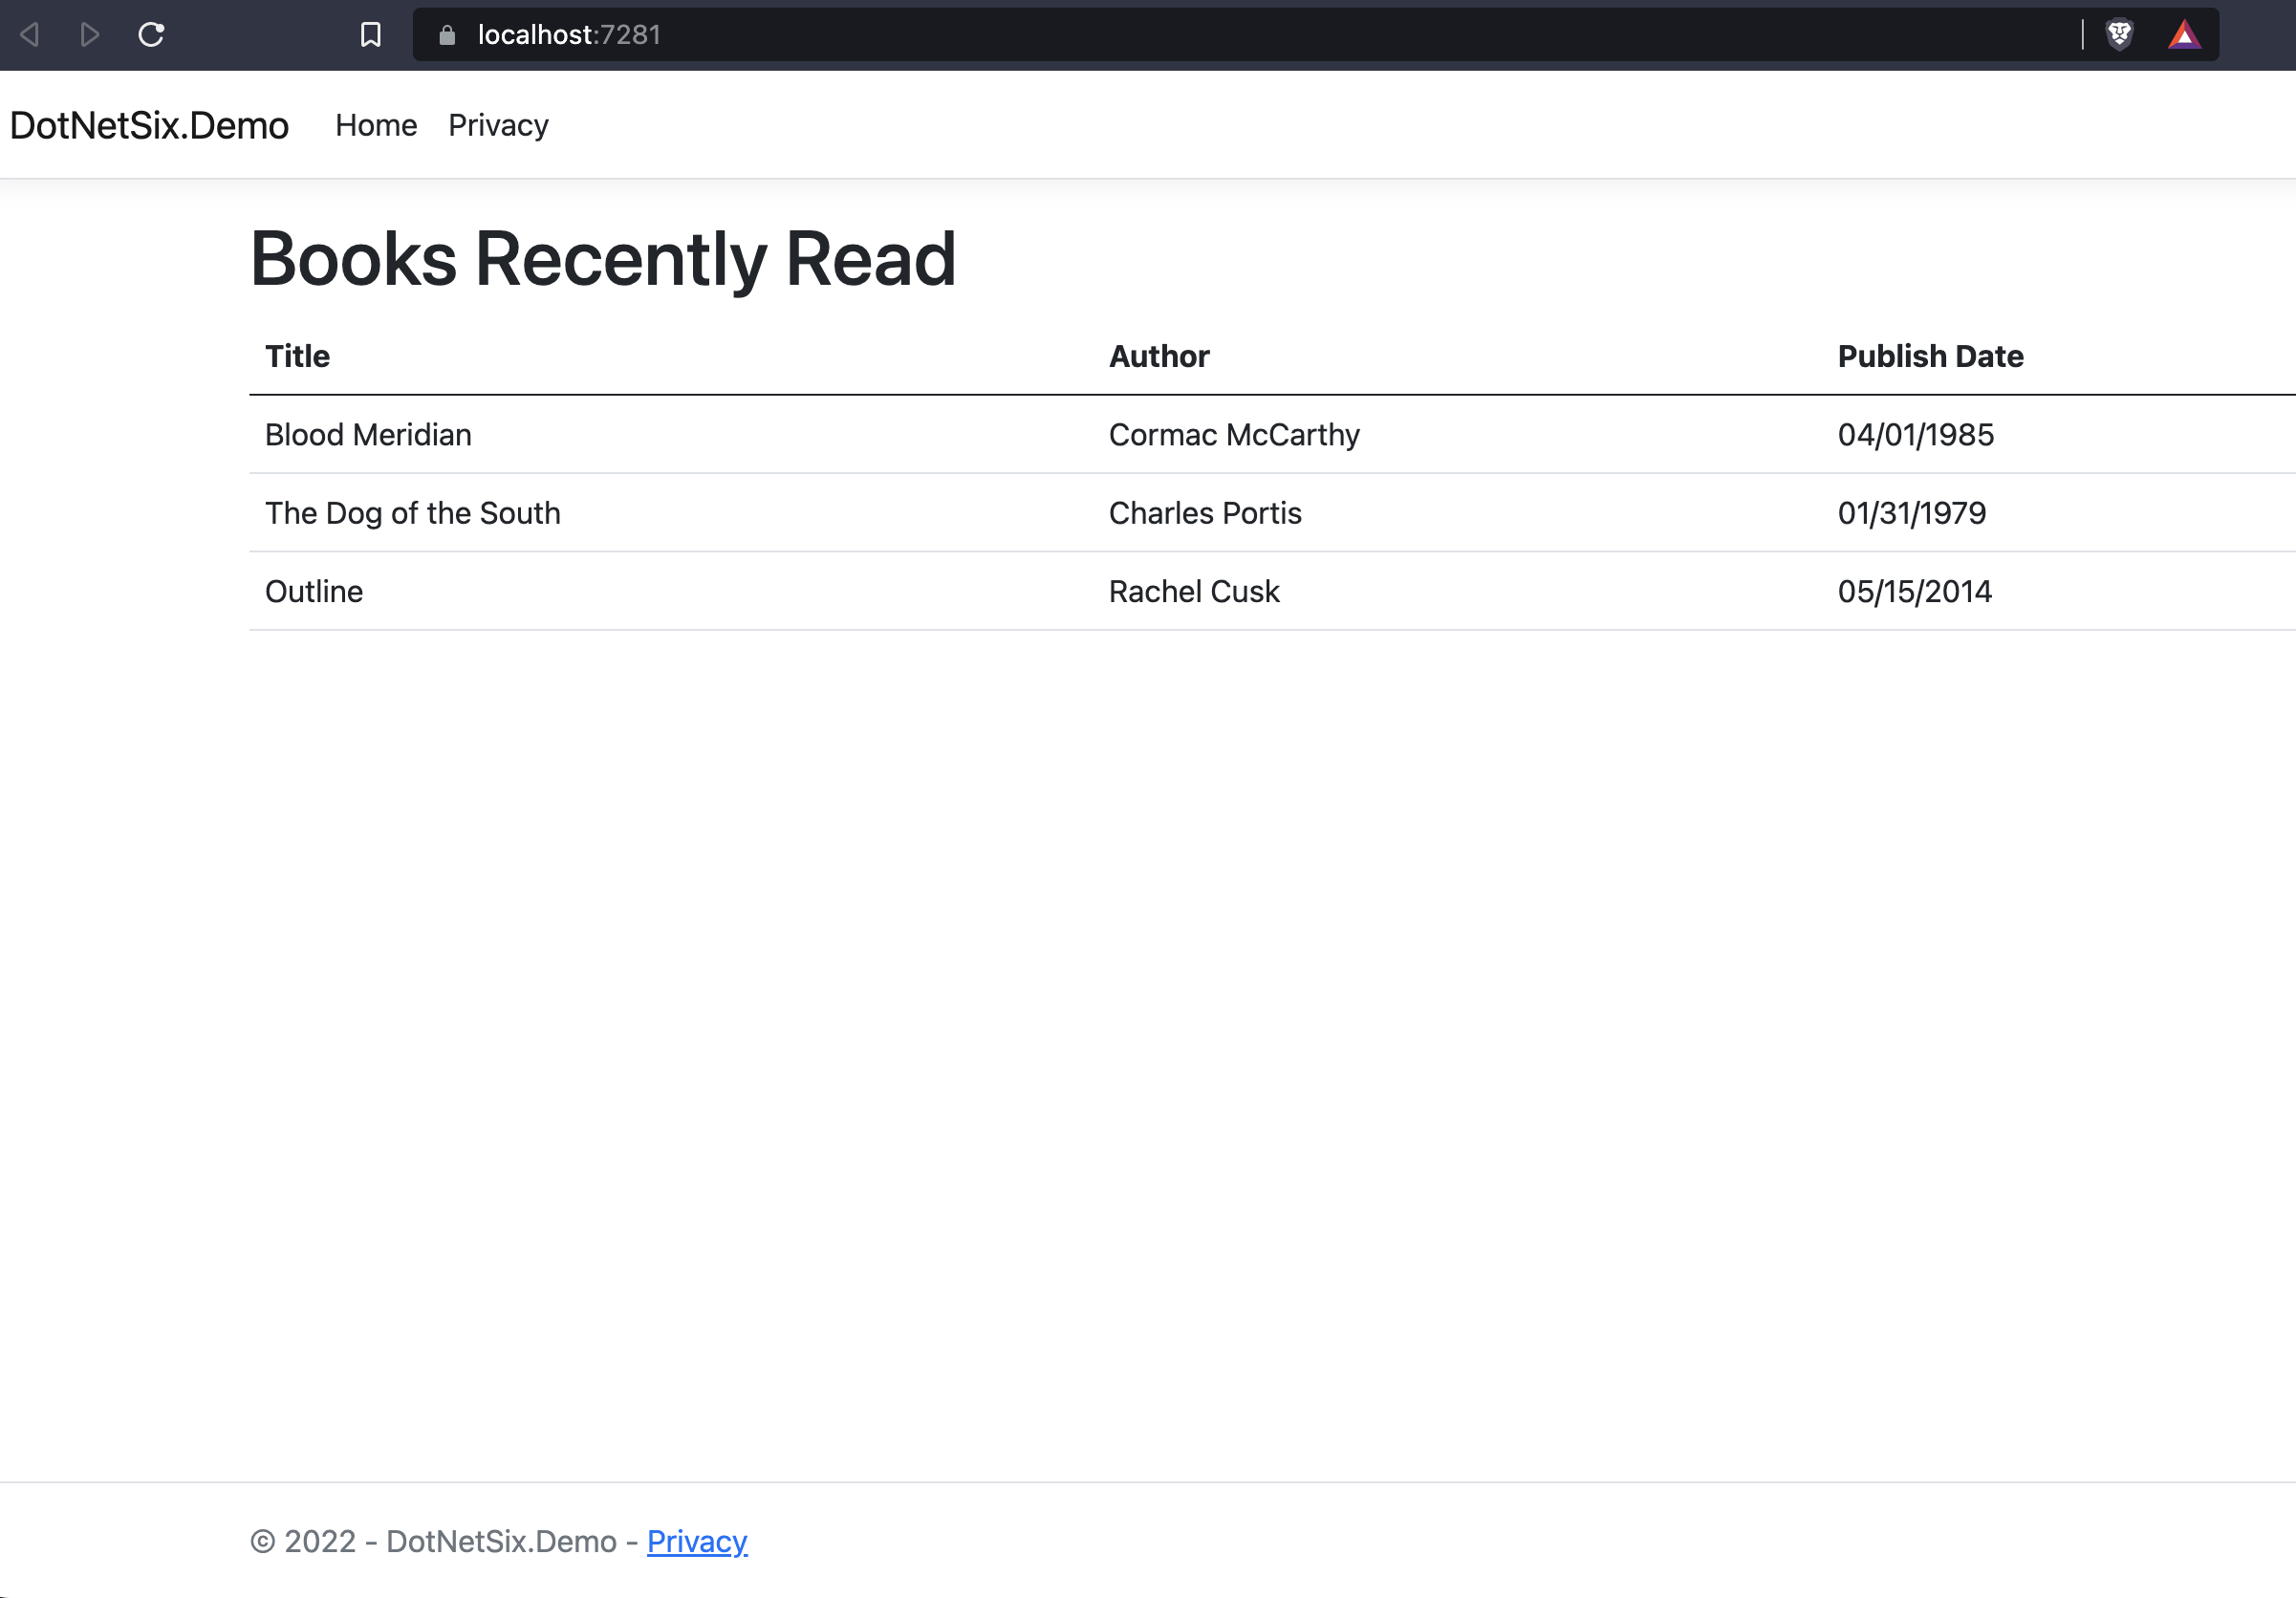 localhost:7281
DotNetSix.Demo Home Privacy
Books Recently Read
Title Author Publish Date
Blood Meridian Cormac McCarthy 04/01/1985
The Dog of the South Charles Portis 01/31/1979
Outline Rachel Cusk 05/15/2014
© 2022 - DotNetSix.Demo - Privacy